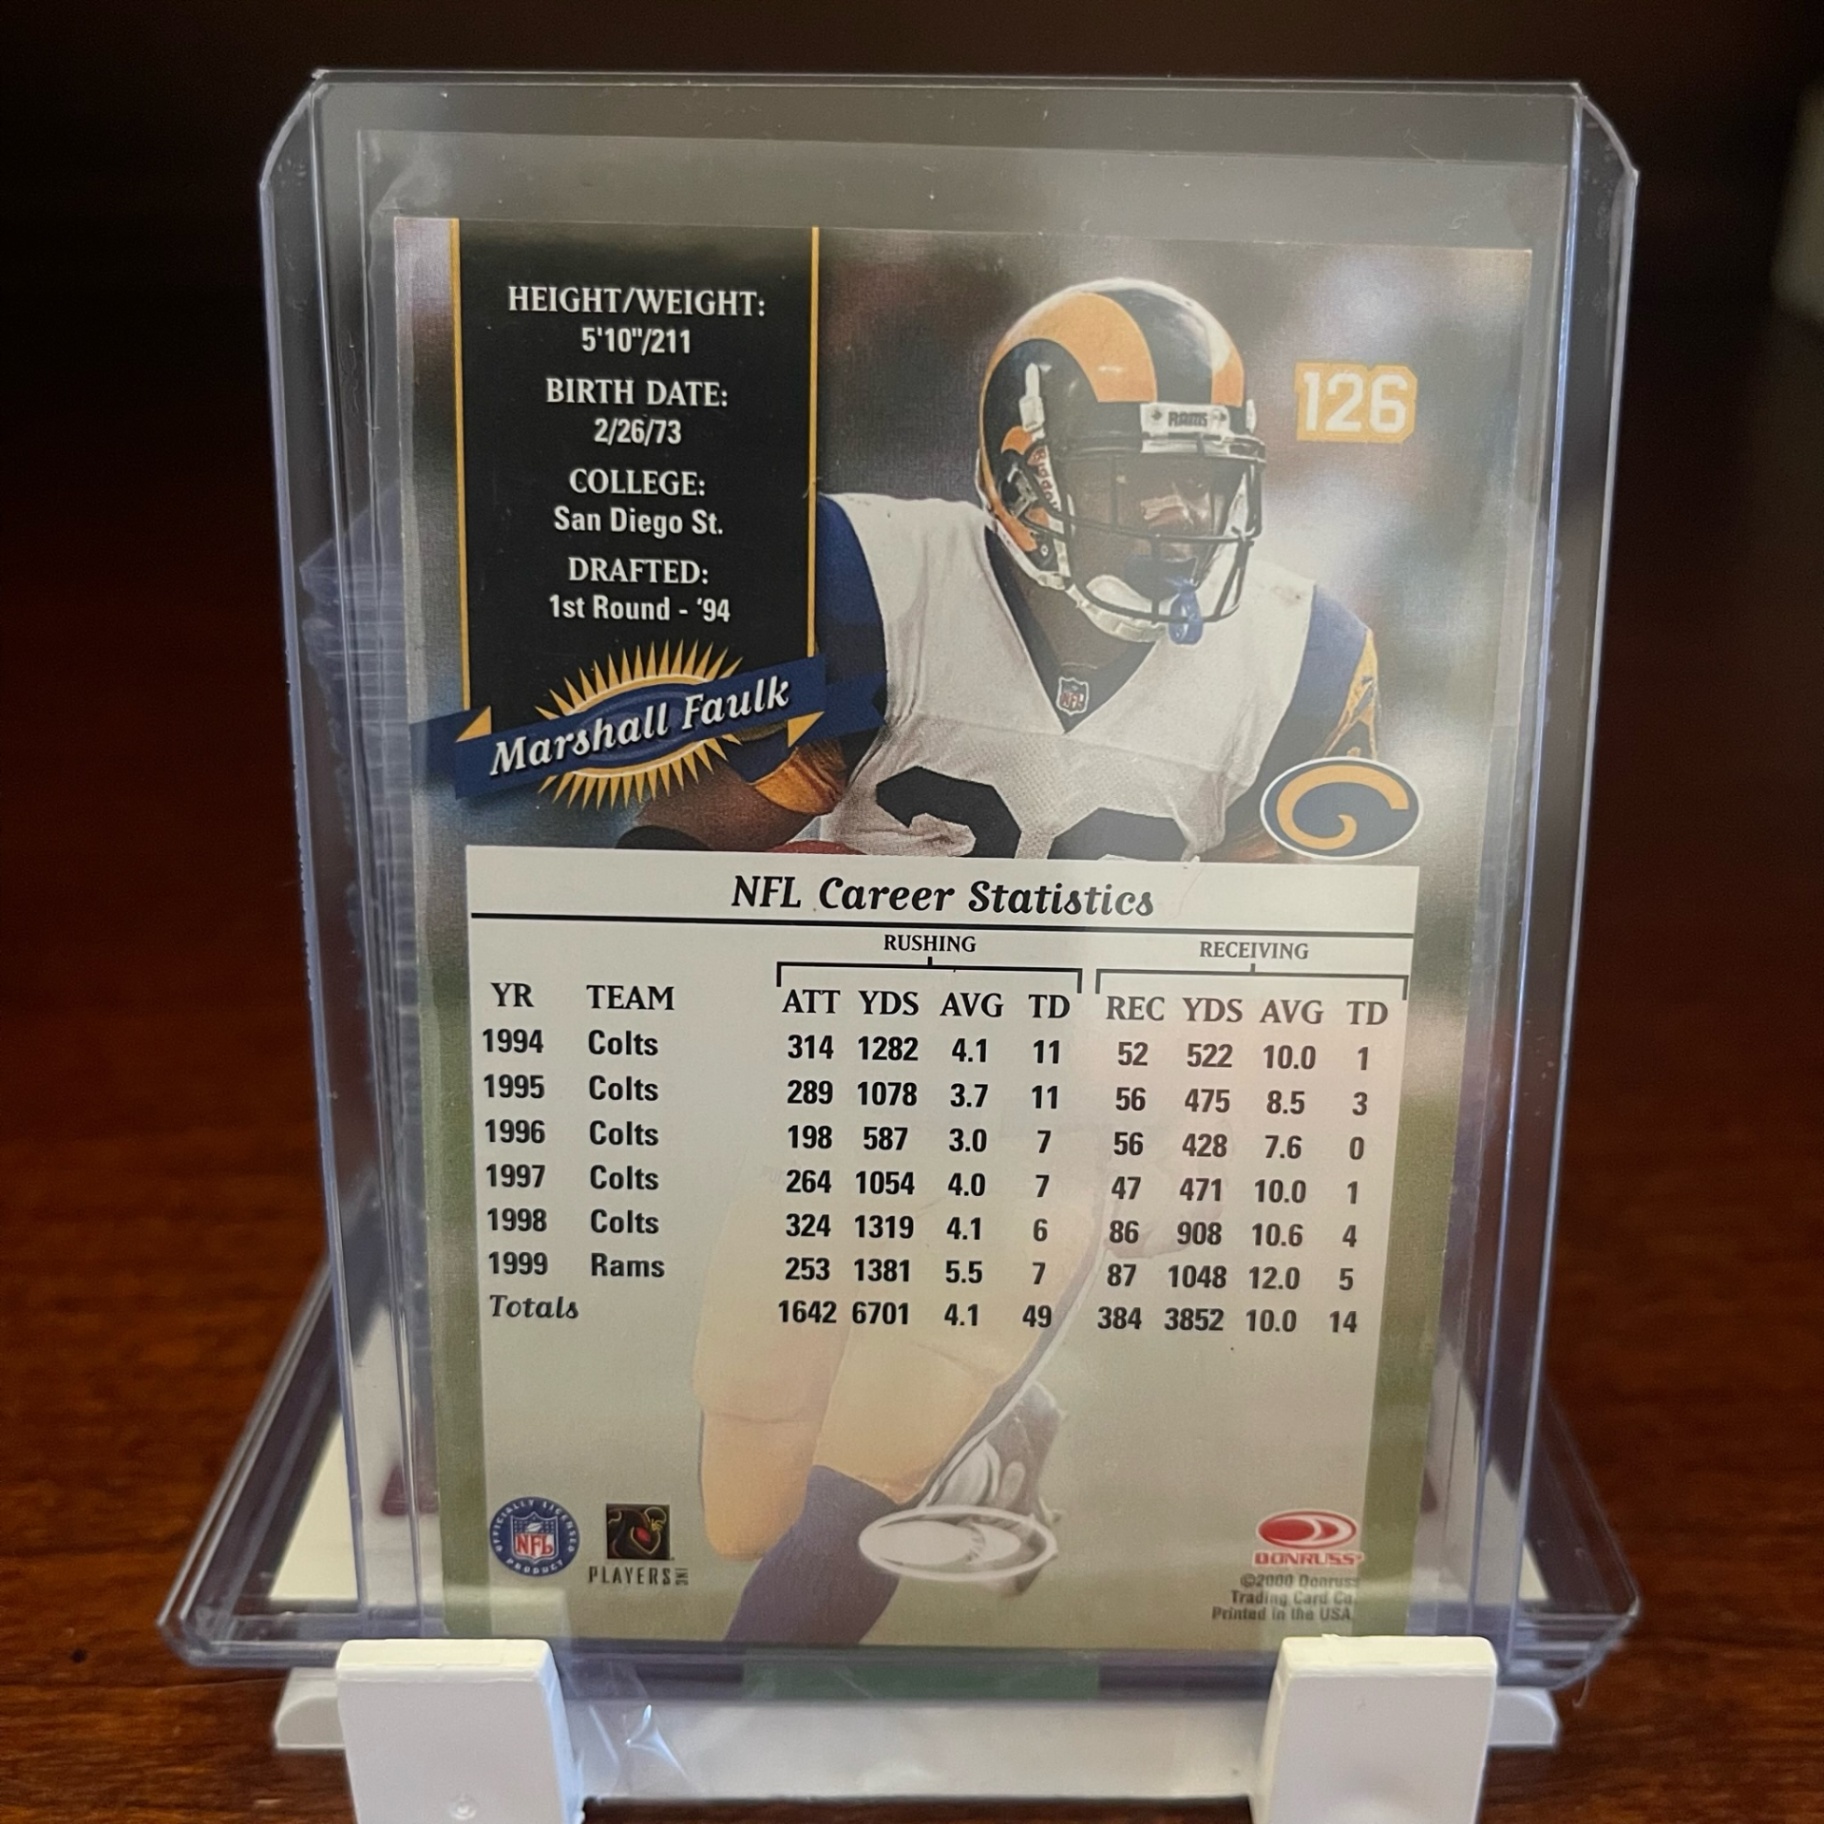 HEIGHT/WEIGHT:
5'10"/211
BIRTH DATE:
2/26/73
COLLEGE:
San Diego St.
DRAFTED:
1st Round - '94
Marshall Faulk
126
RAMS
Riddell
NFL
NFL Career Statistics
RUSHING RECEIVING
YR TEAM ATT YDS AVG TD REC YDS AVG TD
1994 Colts 314 1282 4.1 11 52 522 10.0 1
1995 Colts 289 1078 3.7 11 56 475 8.5 3
1996 Colts 198 587 3.0 7 56 428 7.6 0
1997 Colts 264 1054 4.0 7 47 471 10.0 1
1998 Colts 324 1319 4.1 6 86 908 10.6 4
1999 Rams 253 1381 5.5 7 87 1048 12.0 5
Totals 1642 6701 4.1 49 384 3852 10.0 14
OFFICIALLY LICENSED PRODUCT
NFL
PLAYERS INC
DONRUSS
©2000 Donruss
Trading Card Co.
Printed in the USA